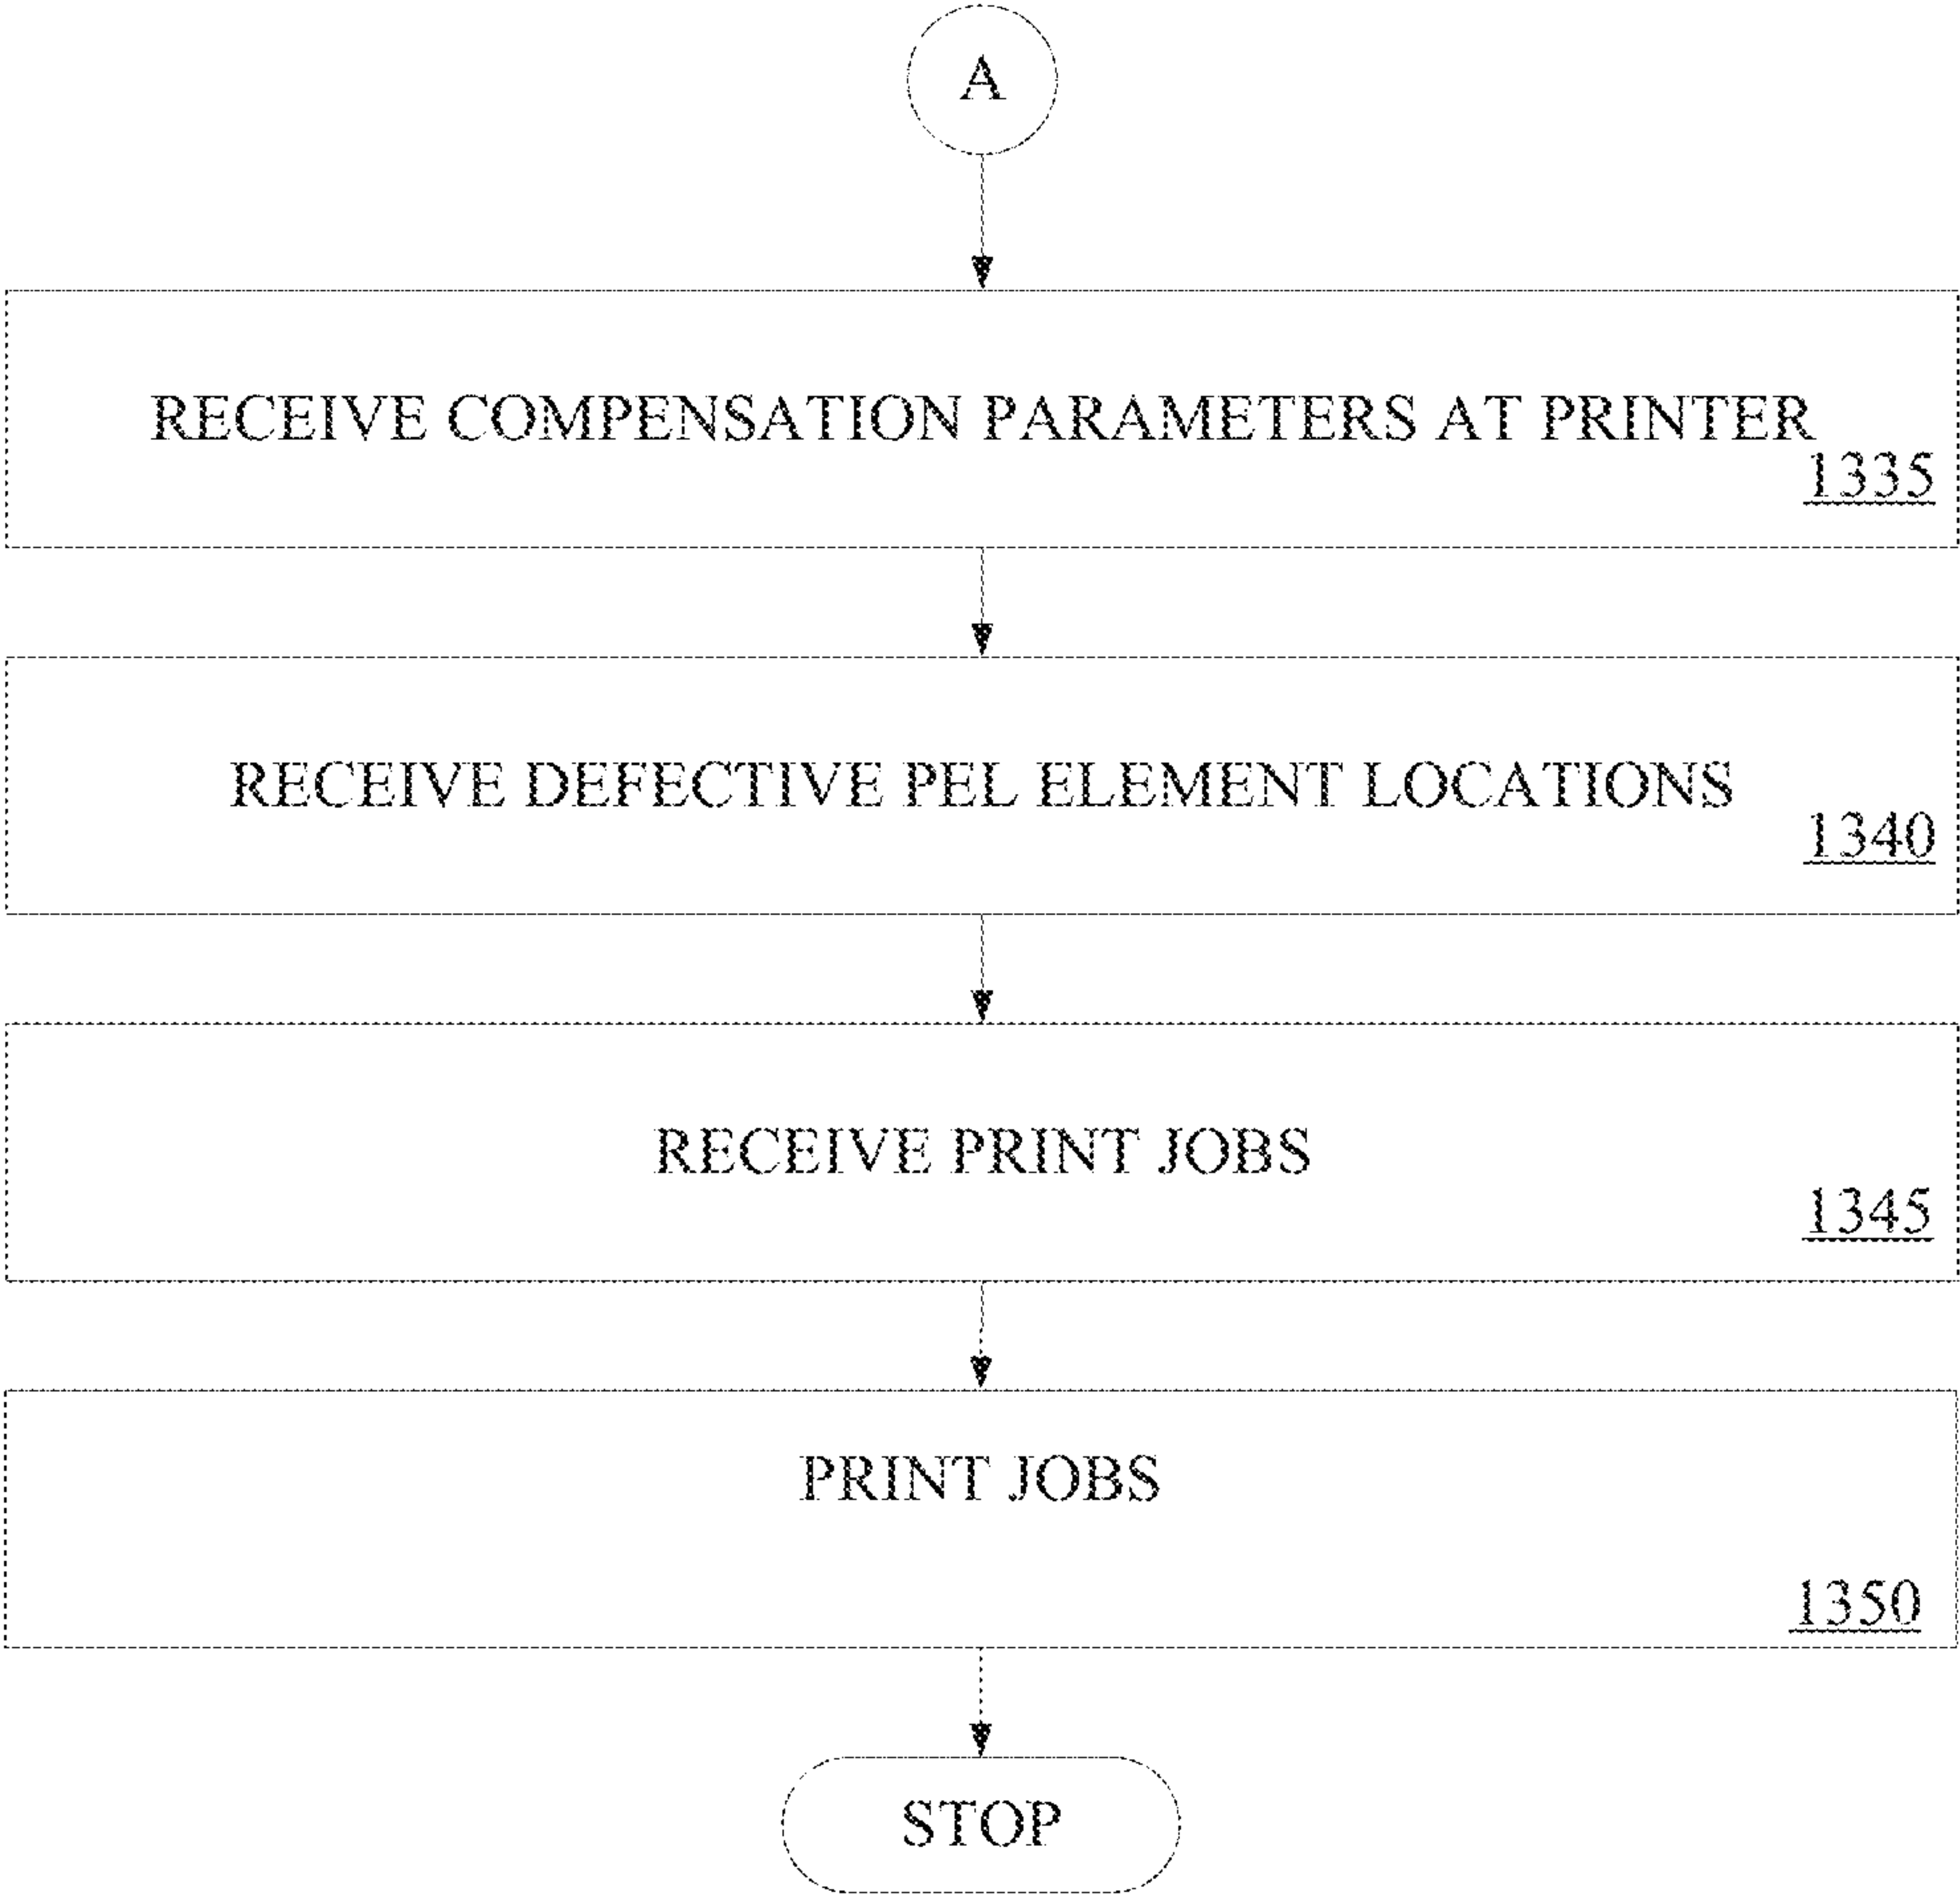 A
RECEIVE COMPENSATION PARAMETERS AT PRINTER
1335
RECEIVE DEFECTIVE PEL ELEMENT LOCATIONS
1340
RECEIVE PRINT JOBS
1345
PRINT JOBS
1350
STOP